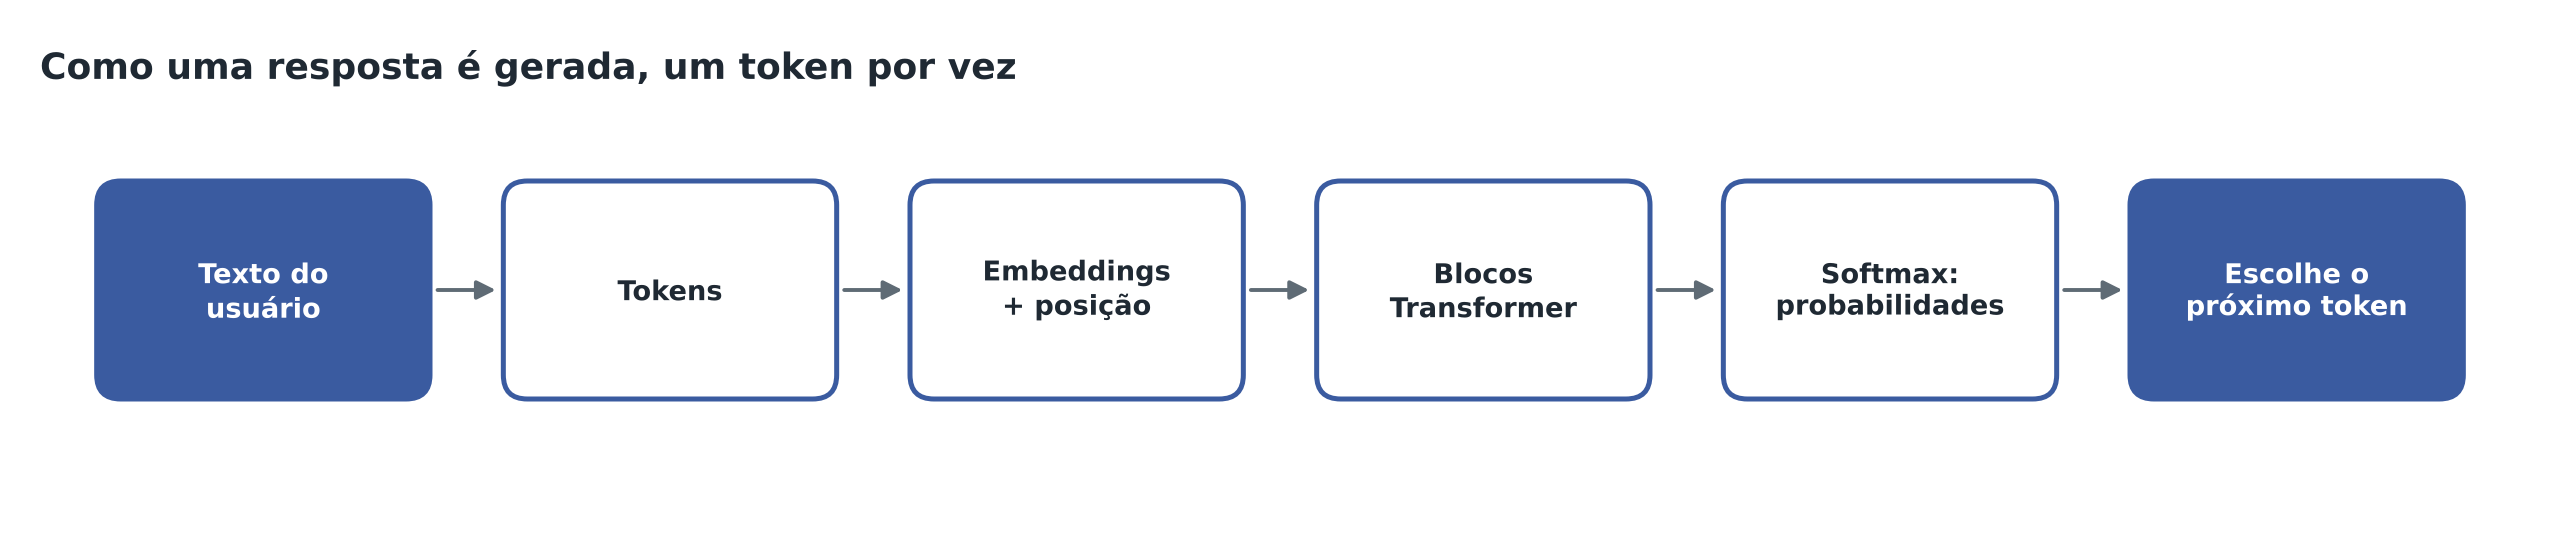 Como uma resposta é gerada, um token por vez
Texto do
usuário
Tokens
Embeddings
+ posição
Blocos
Transformer
Softmax:
probabilidades
Escolhe o
próximo token